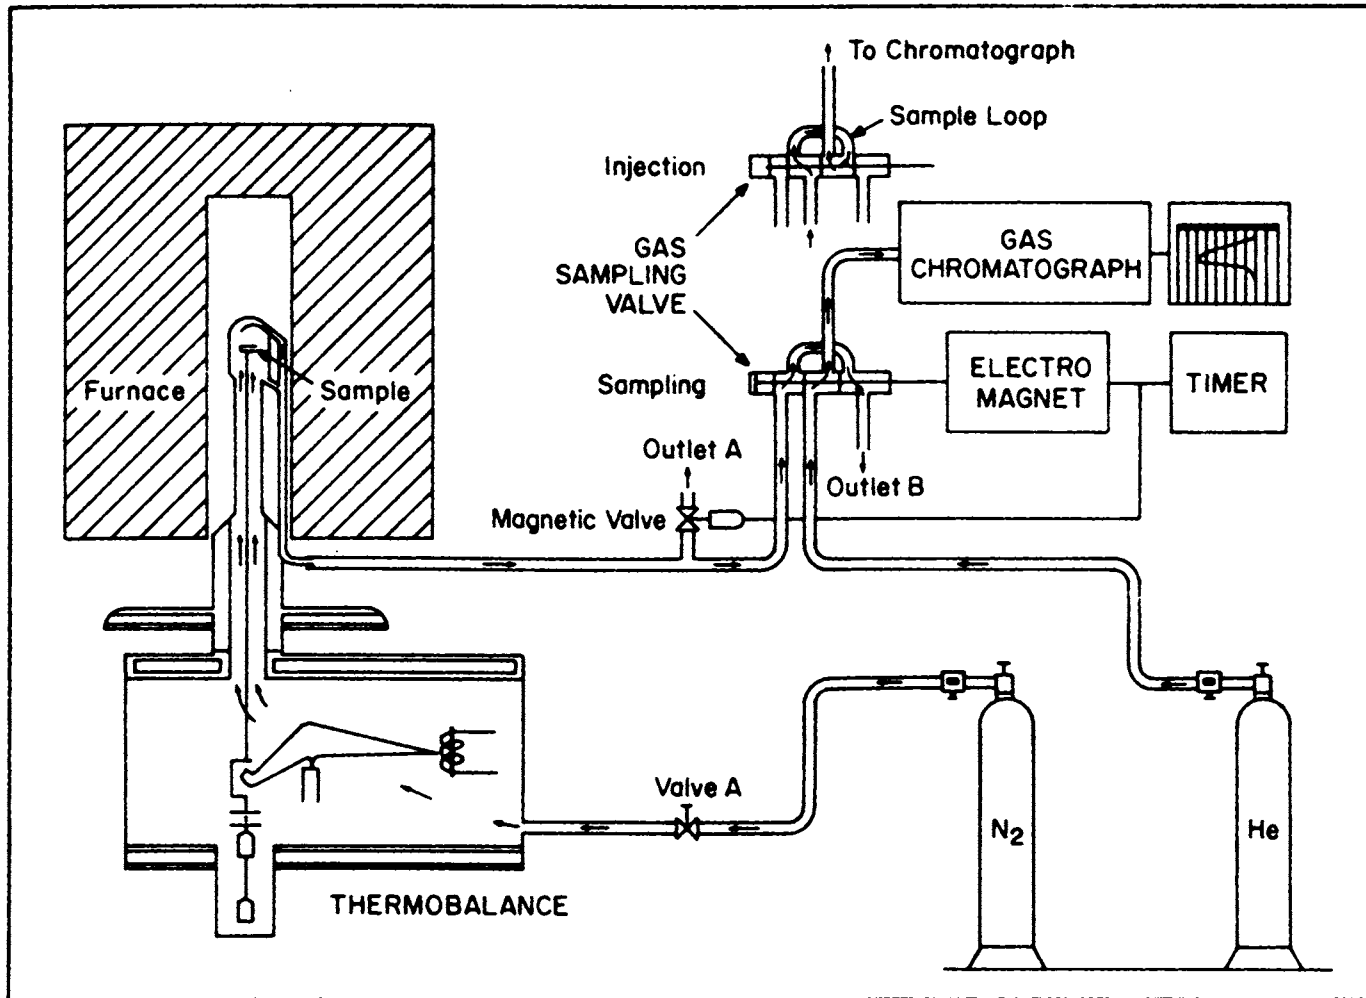 To Chromatograph
Sample Loop
Injection
GAS
SAMPLING
VALVE
GAS
CHROMATOGRAPH
Furnace
Sample
Sampling
ELECTRO
MAGNET
TIMER
Outlet A
Outlet B
Magnetic Valve
Valve A
N2
He
THERMOBALANCE